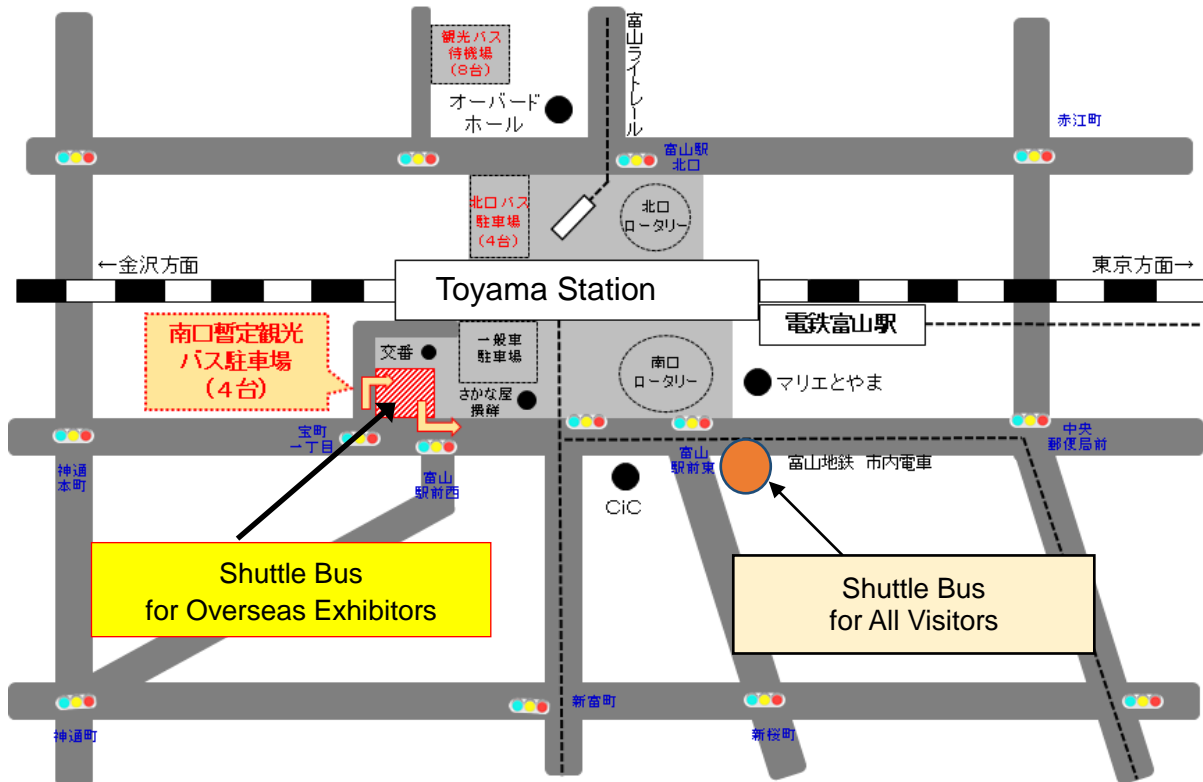 観光バス
待機場
（８台）
富山ライトレール
オーバード
ホール
赤江町
富山駅
北口
北口バス
駐車場
（４台）
北口
ロータリー
←金沢方面
東京方面→
Toyama Station
電鉄富山駅
南口暫定観光
バス駐車場
（４台）
交番
一般車
駐車場
南口
ロータリー
マリエとやま
さかな屋
撰鮮
宝町
一丁目
富山
駅前西
神通
本町
富山
駅前東
富山地鉄 市内電車
中央
郵便局前
CiC
Shuttle Bus
for Overseas Exhibitors
Shuttle Bus
for All Visitors
新富町
神通町
新桜町